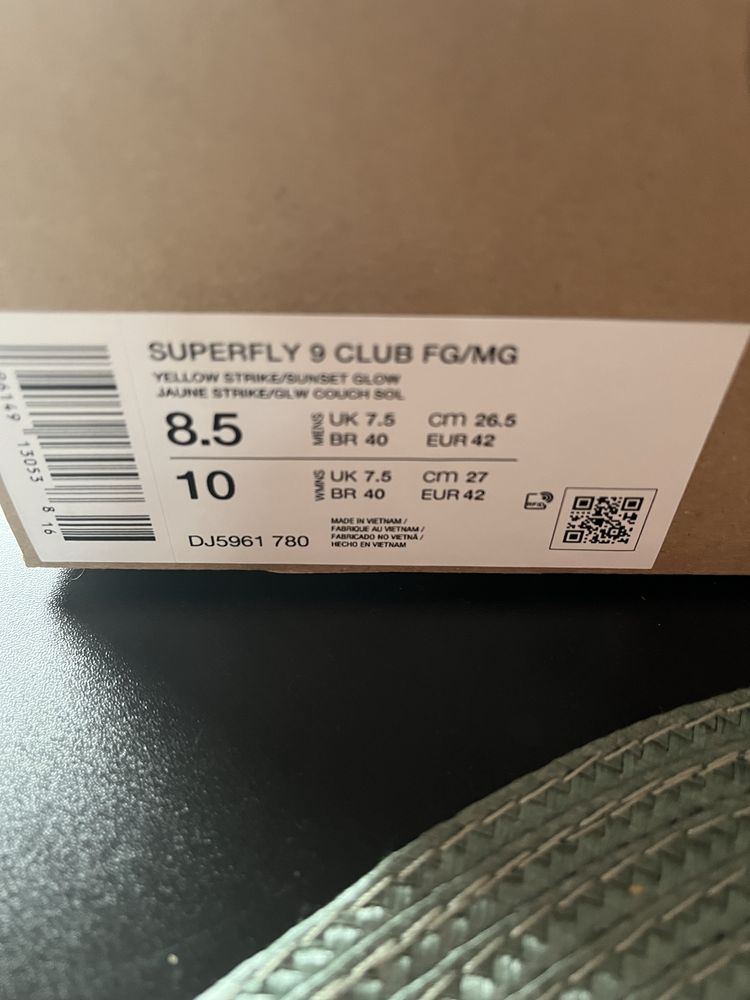 SUPERFLY 9 CLUB FG/MG
YELLOW STRIKE/SUNSET GLOW
JAUNE STRIKE/GLW COUCH SOL
8.5 MENS UK 7.5 cm 26.5
BR 40 EUR 42
10 WMNS UK 7.5 cm 27
BR 40 EUR 42
DJ5961 780
MADE IN VIETNAM /
FABRIQUE AU VIETNAM /
FABRICADO NO VIETNÃ /
HECHO EN VIETNAM
RFID
13053
8 16